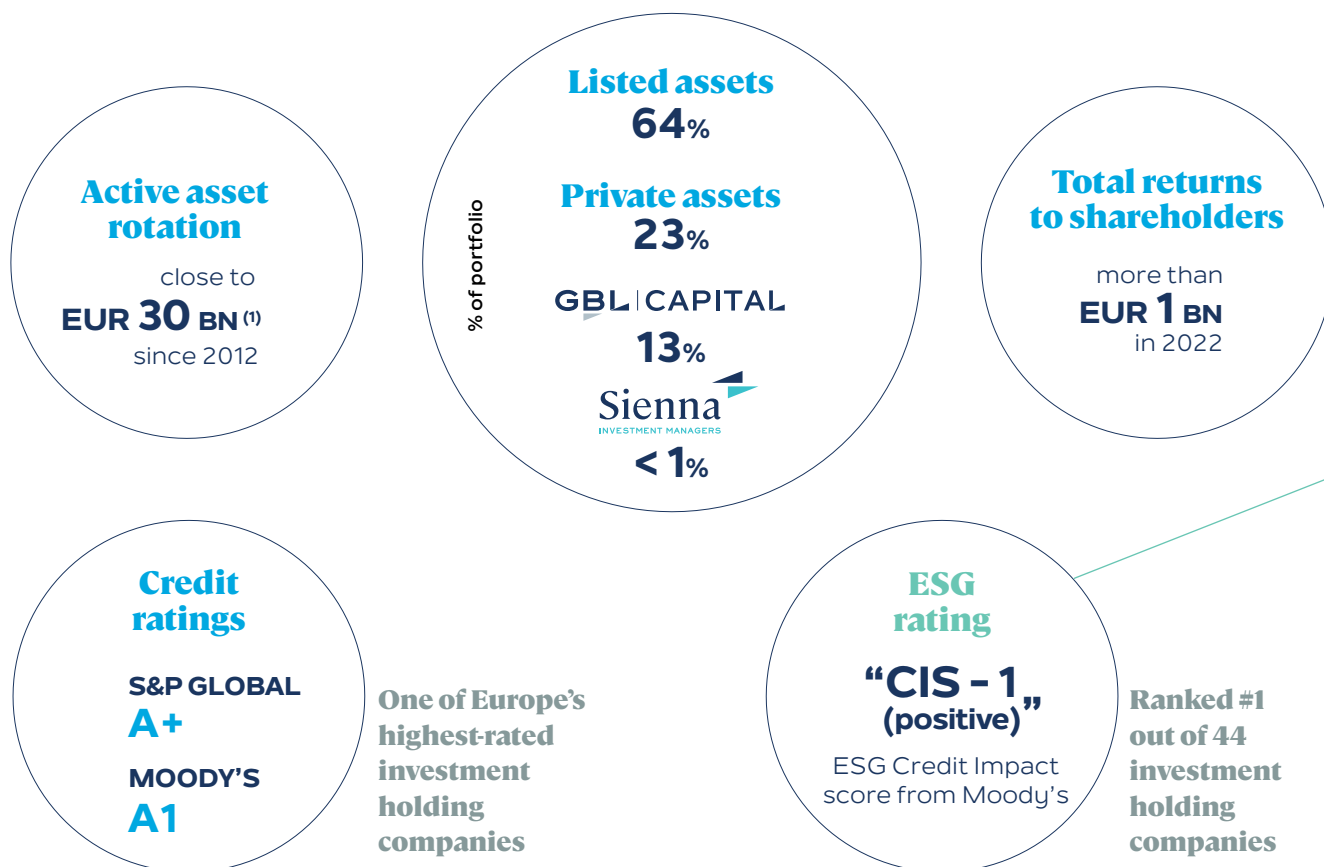 Active asset
rotation
close to
EUR 30 BN (1)
since 2012
% of portfolio
Listed assets
64%
Private assets
23%
GBL | CAPITAL
13%
Sienna
INVESTMENT MANAGERS
< 1%
Total returns
to shareholders
more than
EUR 1 BN
in 2022
Credit
ratings
S&P GLOBAL
A+
MOODY'S
A1
One of Europe's
highest-rated
investment
holding
companies
ESG
rating
“CIS - 1
(positive)”
ESG Credit Impact
score from Moody's
Ranked #1
out of 44
investment
holding
companies